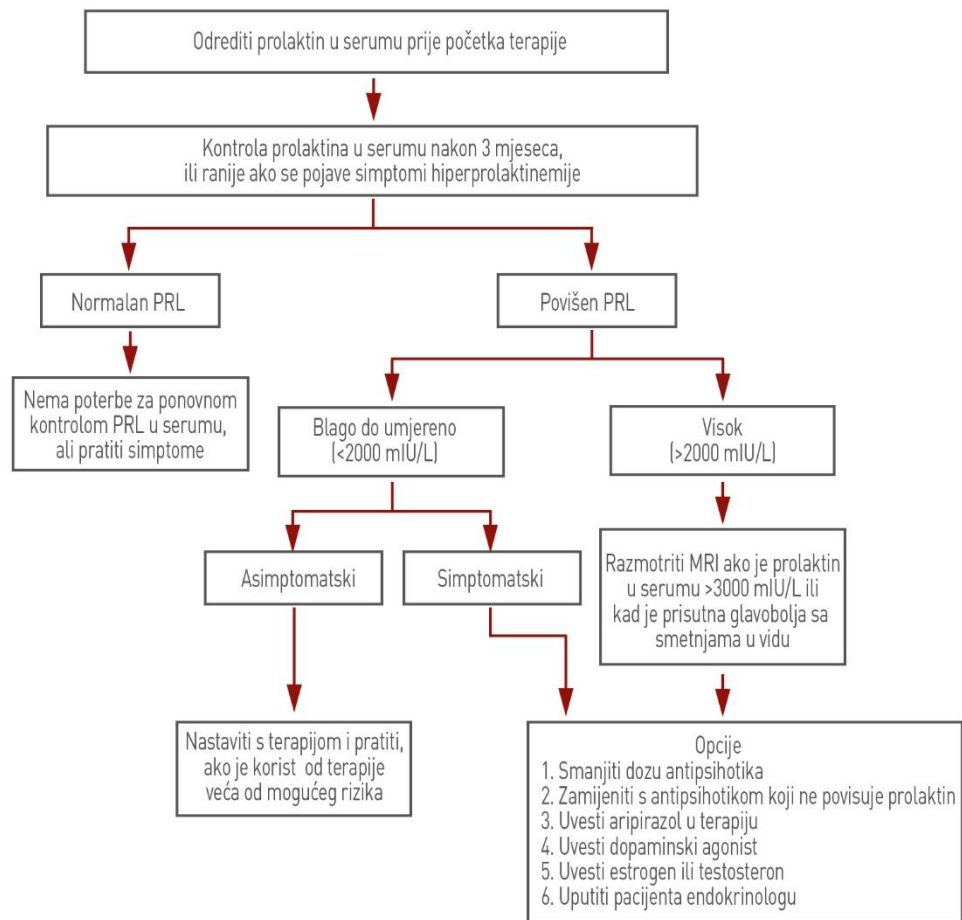 Odrediti prolaktin u serumu prije početka terapije
Kontrola prolaktina u serumu nakon 3 mjeseca,
ili ranije ako se pojave simptomi hiperprolaktinemije
Normalan PRL
Povišen PRL
Nema poterbe za ponovnom
kontrolom PRL u serumu,
ali pratiti simptome
Blago do umjereno
(<2000 mIU/L)
Visok
(>2000 mIU/L)
Asimptomatski
Simptomatski
Razmotriti MRI ako je prolaktin
u serumu >3000 mIU/L ili
kad je prisutna glavobolja sa
smetnjama u vidu
Nastaviti s terapijom i pratiti,
ako je korist od terapije
veća od mogućeg rizika
Opcije
1. Smanjiti dozu antipsihotika
2. Zamijeniti s antipsihotikom koji ne povisuje prolaktin
3. Uvesti aripirazol u terapiju
4. Uvesti dopaminski agonist
5. Uvesti estrogen ili testosteron
6. Uputiti pacijenta endokrinologu